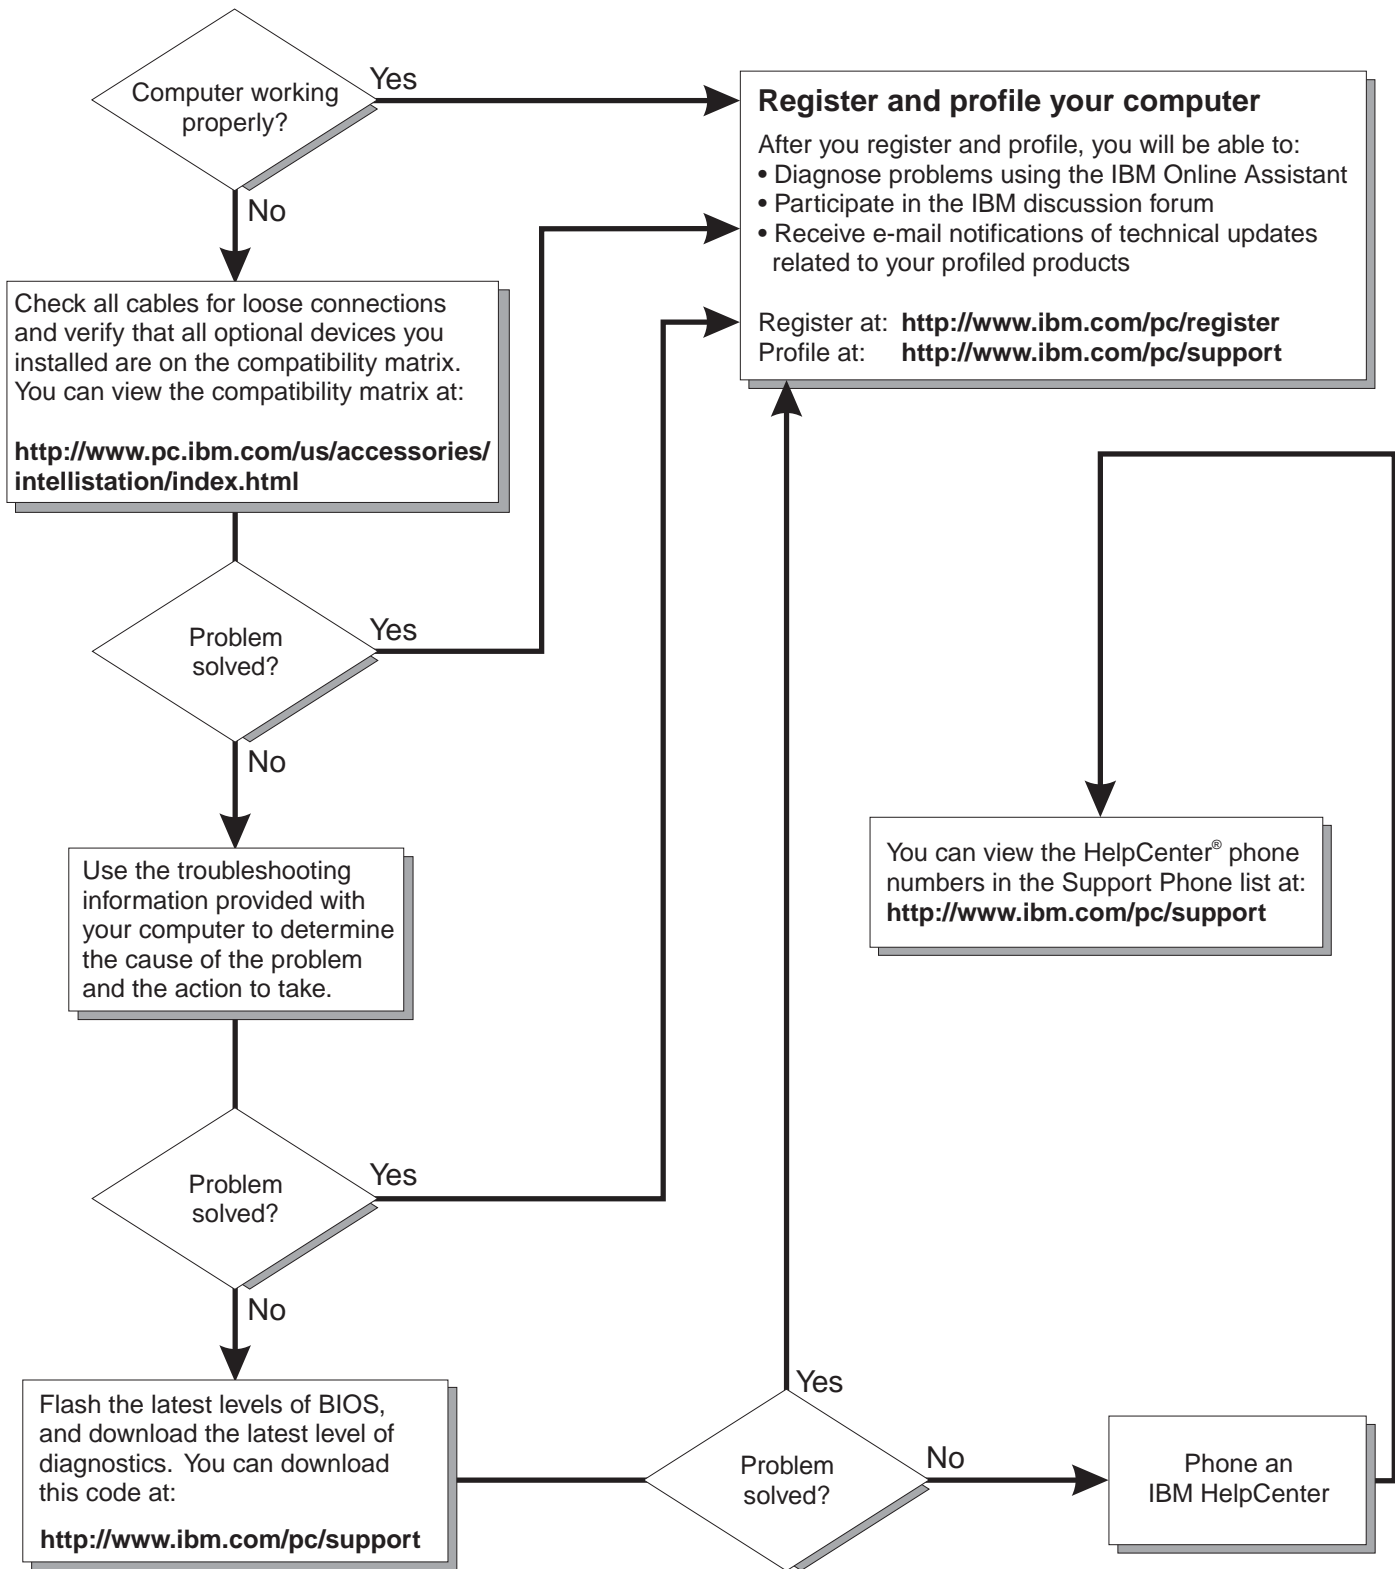 Computer working
properly?
Yes
No
Register and profile your computer
After you register and profile, you will be able to:
• Diagnose problems using the IBM Online Assistant
• Participate in the IBM discussion forum
• Receive e-mail notifications of technical updates
related to your profiled products
Register at: http://www.ibm.com/pc/register
Profile at: http://www.ibm.com/pc/support
Check all cables for loose connections
and verify that all optional devices you
installed are on the compatibility matrix.
You can view the compatibility matrix at:
http://www.pc.ibm.com/us/accessories/
intellistation/index.html
Problem
solved?
Yes
No
Use the troubleshooting
information provided with
your computer to determine
the cause of the problem
and the action to take.
You can view the HelpCenter® phone
numbers in the Support Phone list at:
http://www.ibm.com/pc/support
Problem
solved?
Yes
No
Flash the latest levels of BIOS,
and download the latest level of
diagnostics. You can download
this code at:
http://www.ibm.com/pc/support
Problem
solved?
Yes
No
Phone an
IBM HelpCenter